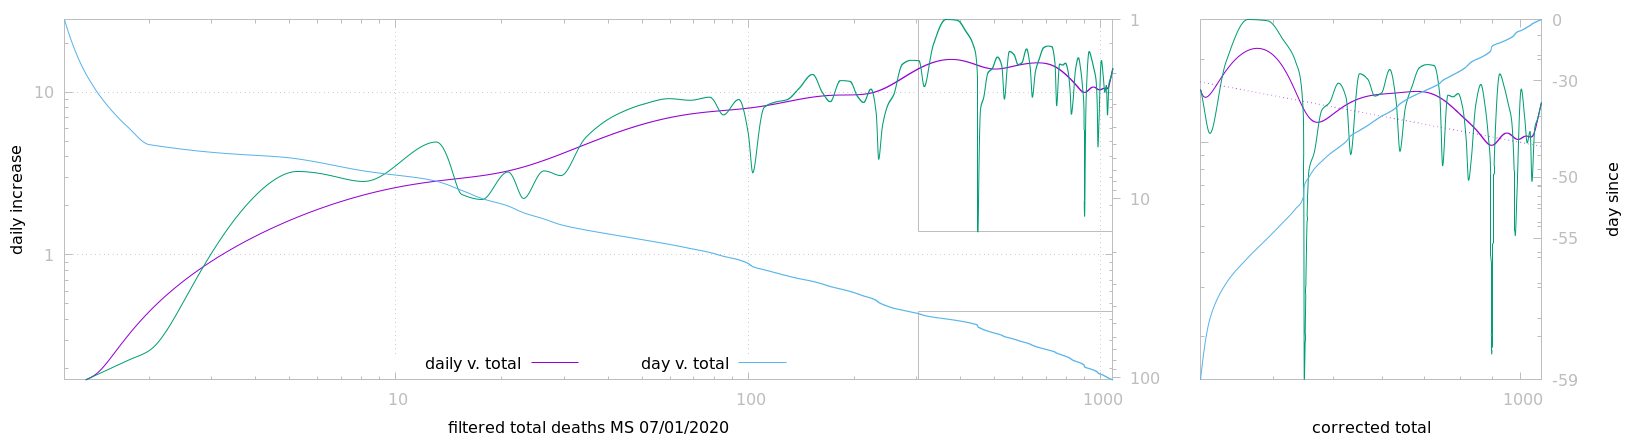 1
0
10
-30
daily increase
10
-50
day since
1
-55
daily v. total
day v. total
100
-59
10
100
1000
1000
filtered total deaths MS 07/01/2020
corrected total